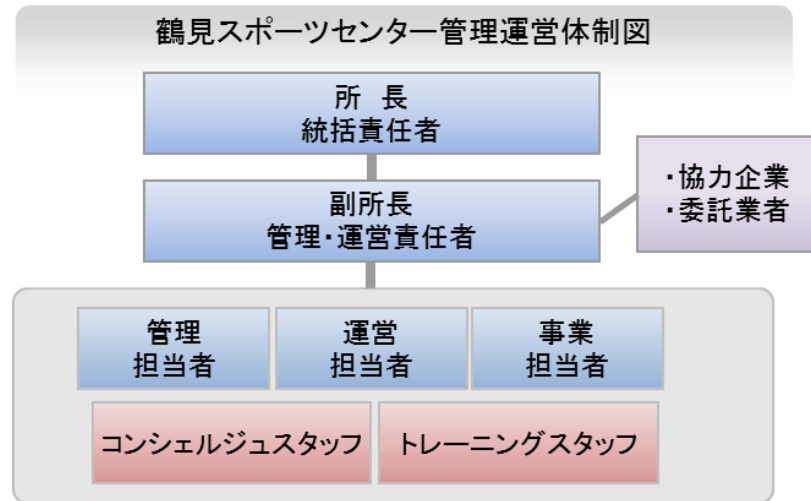 鶴見スポーツセンター管理運営体制図
所 長
統括責任者
副所長
管理・運営責任者
・協力企業
・委託業者
管理
担当者
運営
担当者
事業
担当者
コンシェルジュスタッフ
トレーニングスタッフ